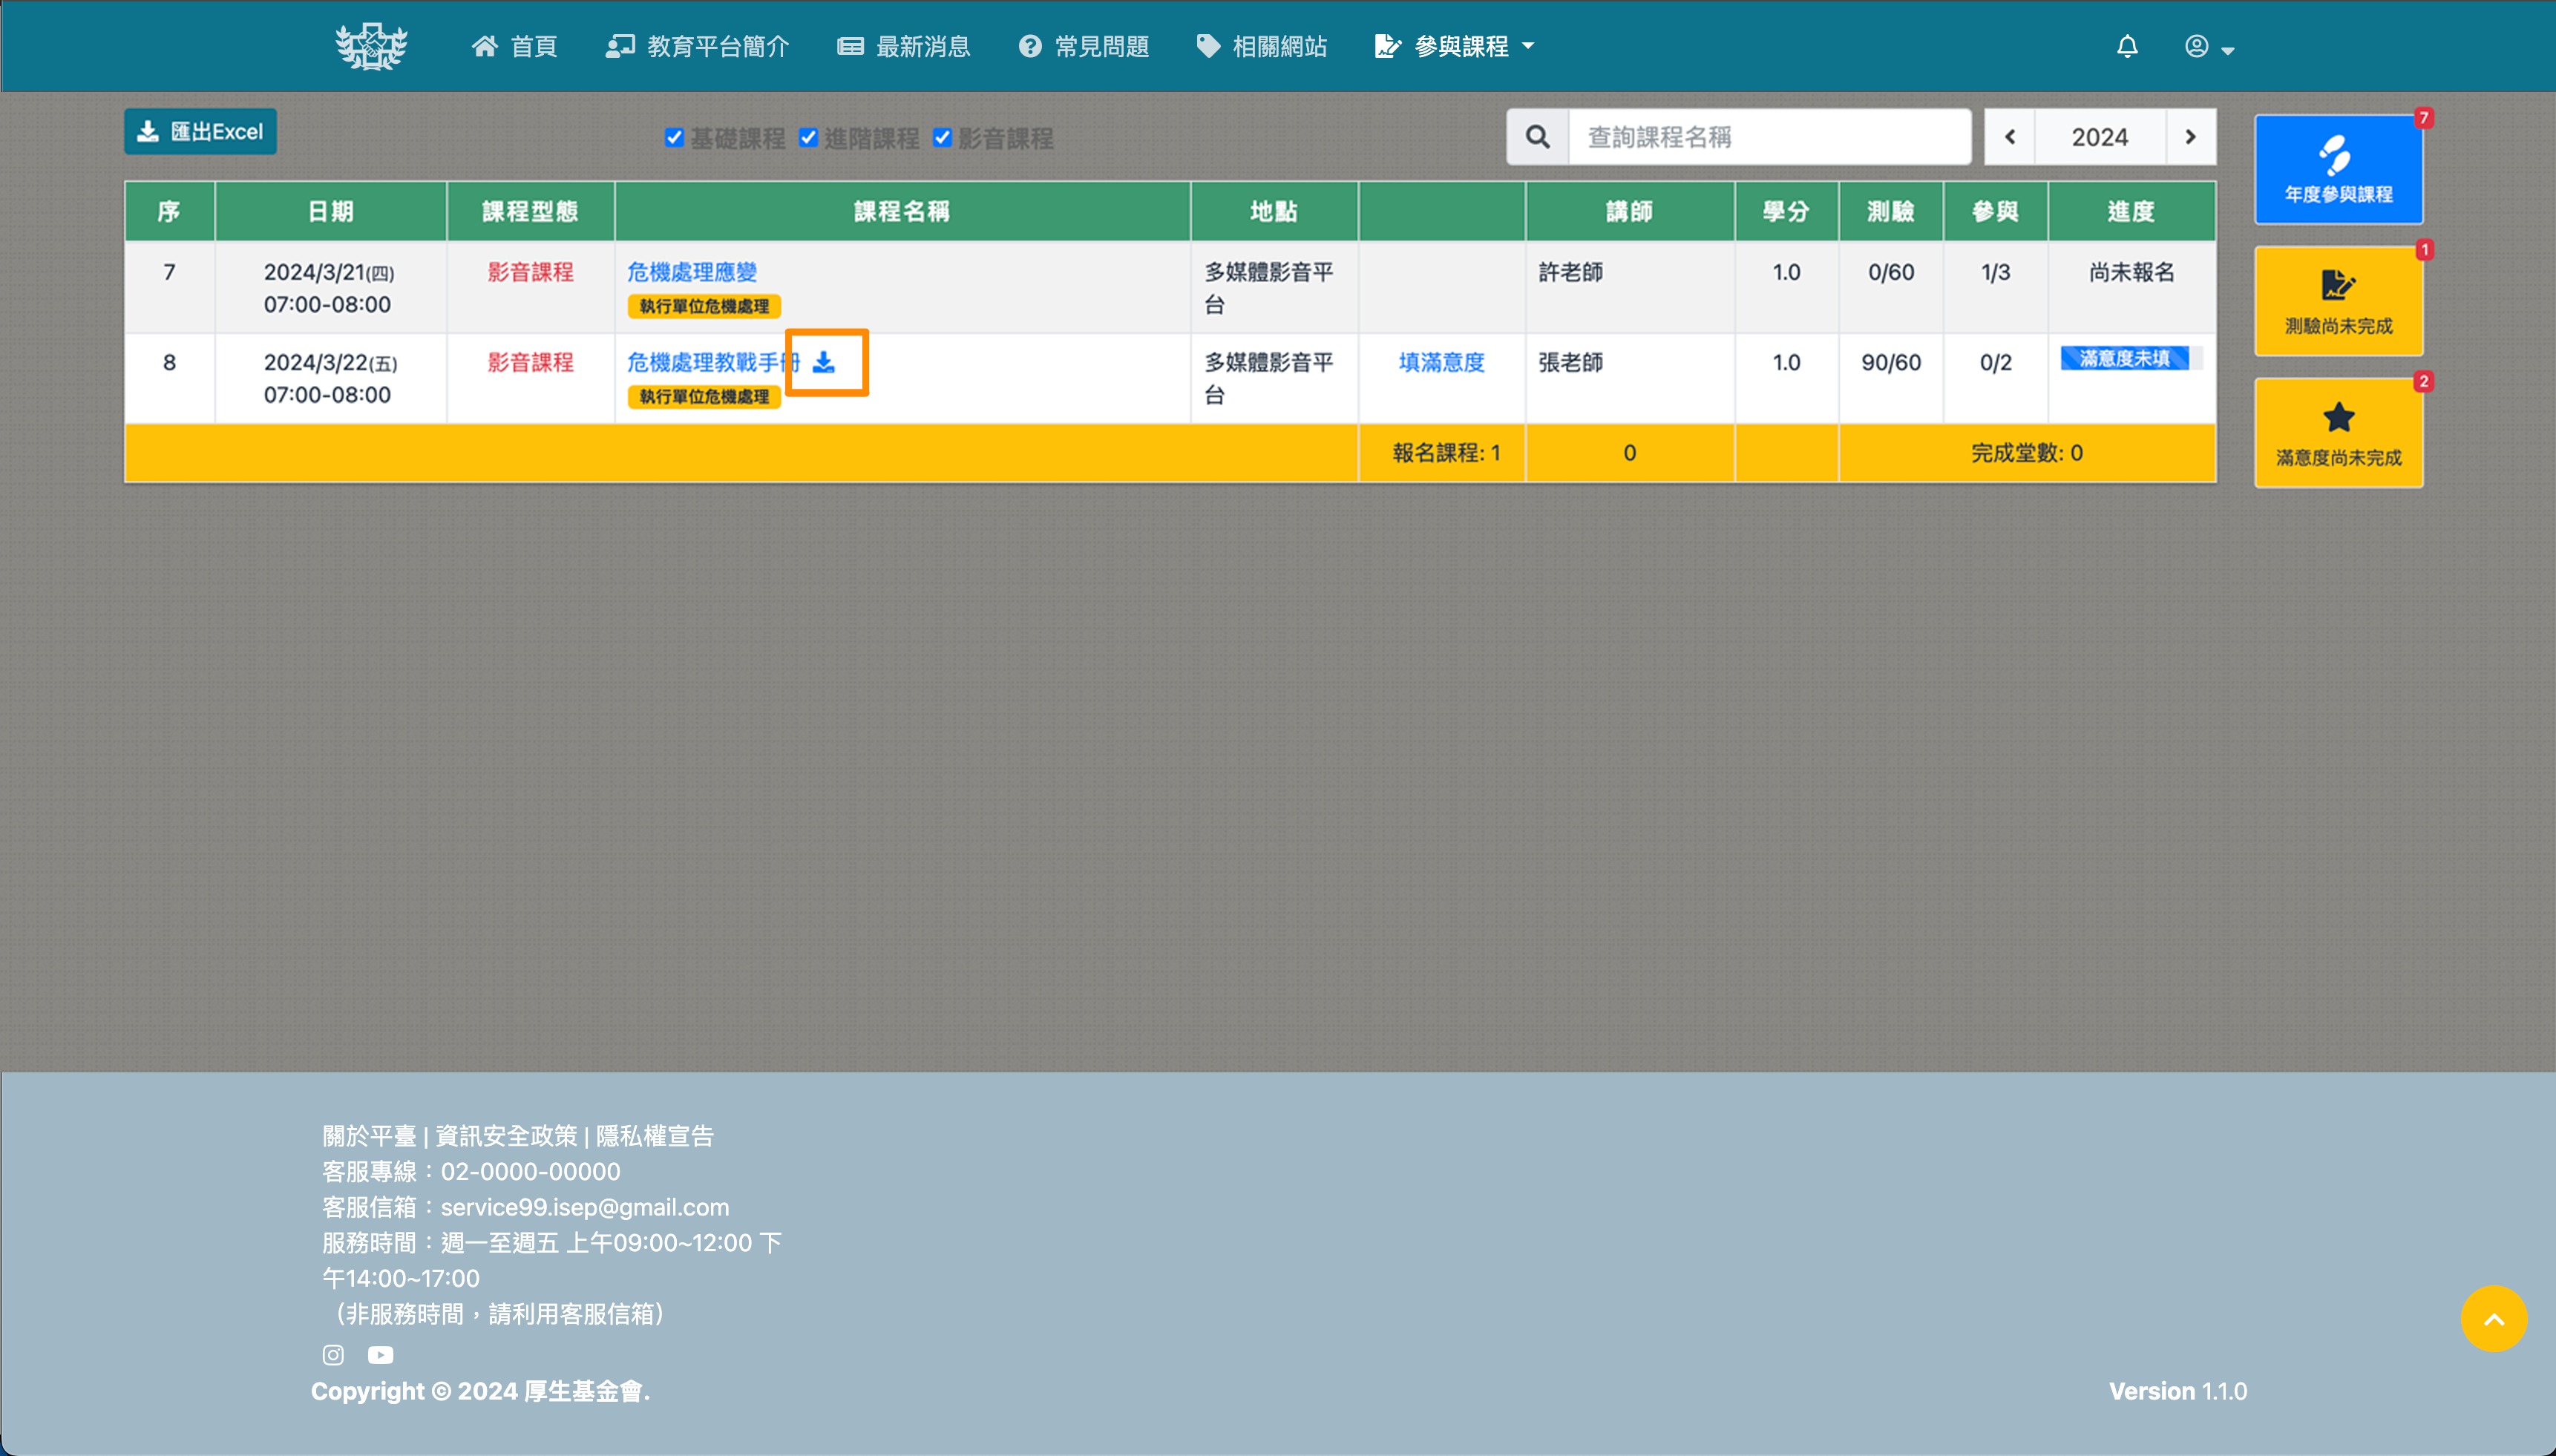 首頁 教育平台簡介 最新消息 常見問題 相關網站 參與課程
匯出Excel 基礎課程 進階課程 影音課程 查詢課程名稱 2024
序 日期 課程型態 課程名稱 地點 講師 學分 測驗 參與 進度
7 2024/3/21(四) 影音課程 危機處理應變 多媒體影音平 許老師 1.0 0/60 1/3 尚未報名
07:00-08:00 執行單位危機處理 台
8 2024/3/22(五) 影音課程 危機處理教戰手冊 多媒體影音平 填滿意度 張老師 1.0 90/60 0/2 滿意度未填
07:00-08:00 執行單位危機處理 台
報名課程: 1 0 完成堂數: 0
7
年度參與課程
1
測驗尚未完成
2
滿意度尚未完成
關於平臺 | 資訊安全政策 | 隱私權宣告
客服專線：02-0000-00000
客服信箱：service99.isep@gmail.com
服務時間：週一至週五 上午09:00~12:00 下
午14:00~17:00
（非服務時間，請利用客服信箱）
Copyright © 2024 厚生基金會.
Version 1.1.0